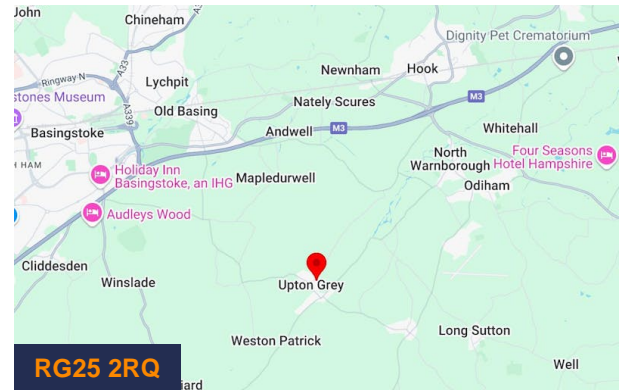 John
Chineham
A33
Ringway N
Lychpit
stones Museum
A339
Old Basing
Basingstoke
H HAM
Holiday Inn
Basingstoke, an IHG
Audleys Wood
Cliddesden
Winslade
Mapledurwell
Andwell
M3
Nately Scures
Newnham
Hook
Dignity Pet Crematorium
M3
Whitehall
Four Seasons
Hotel Hampshire
North
Warnborough
Odiham
Upton Grey
Weston Patrick
Long Sutton
Well
RG25 2RQ
iard